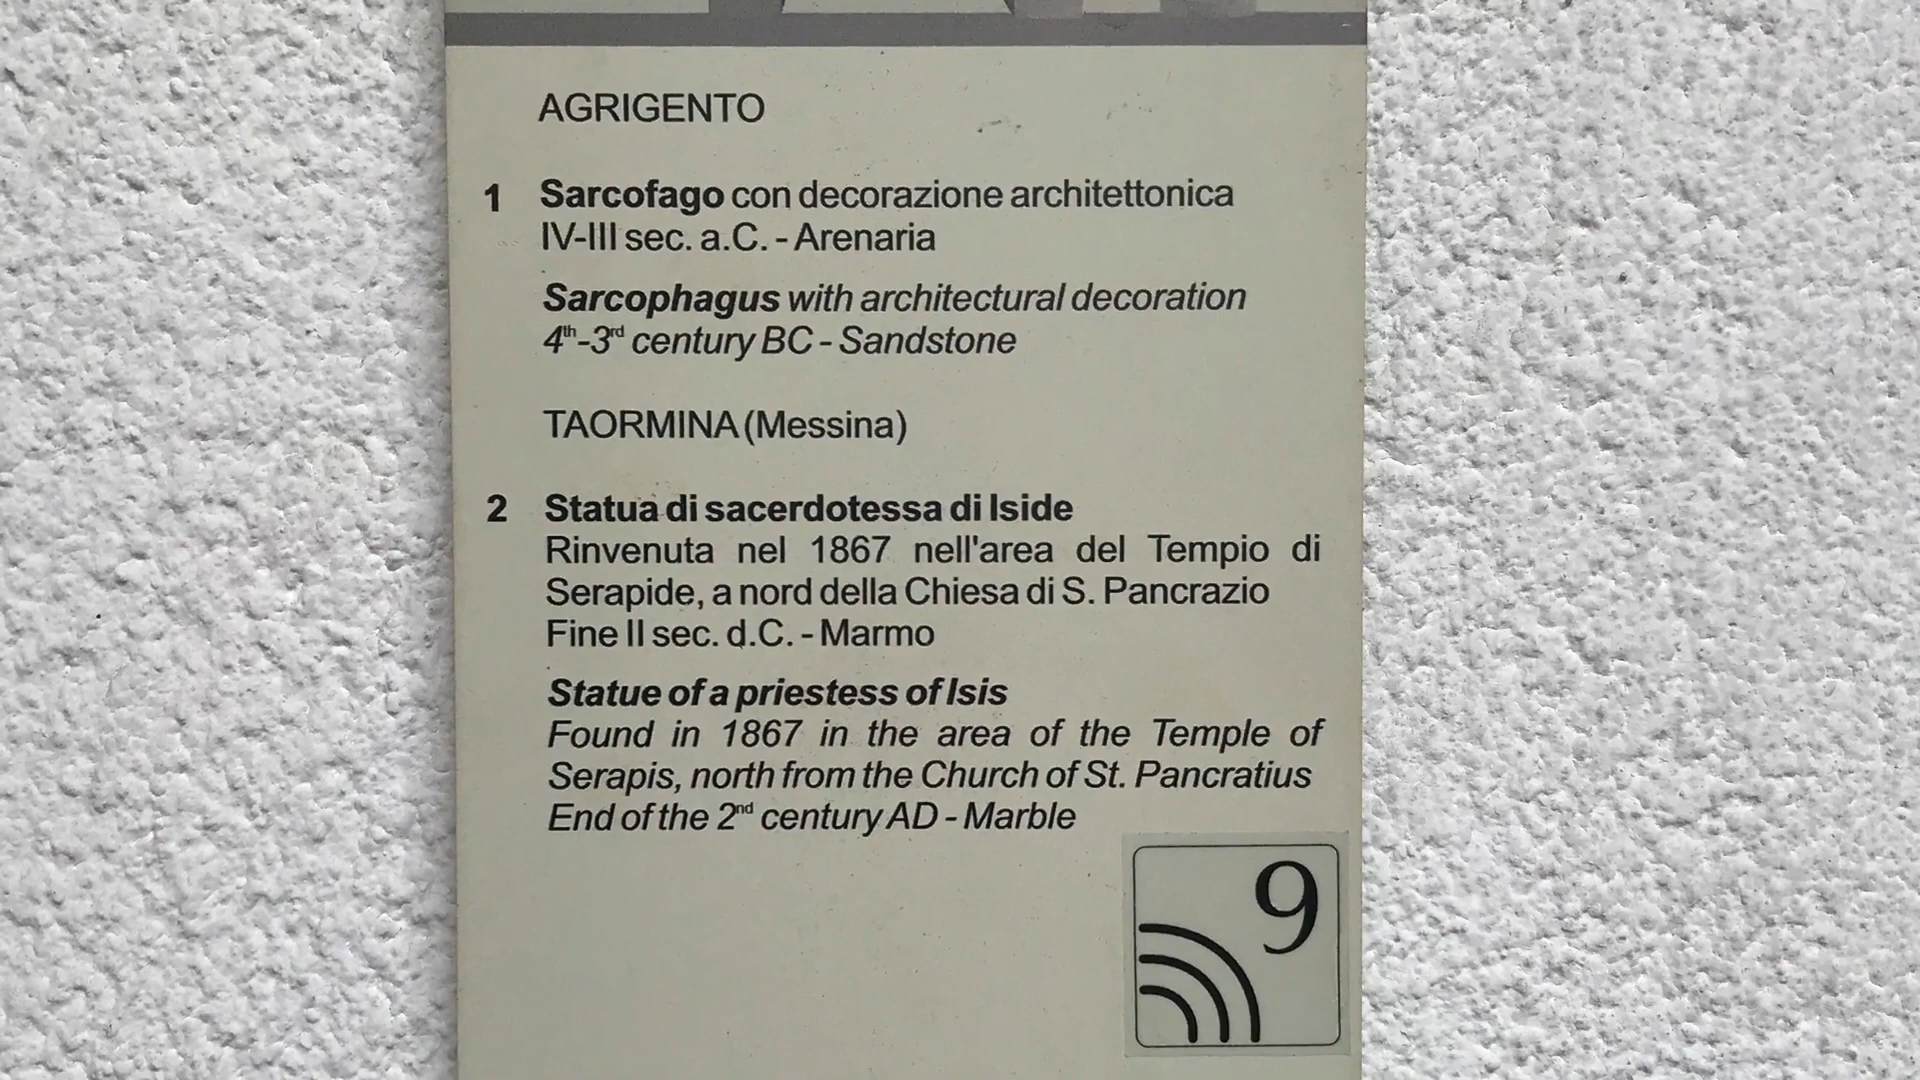 AGRIGENTO
1 Sarcofago con decorazione architettonica
IV-III sec. a.C. - Arenaria
Sarcophagus with architectural decoration
4th-3rd century BC - Sandstone
TAORMINA (Messina)
2 Statua di sacerdotessa di Iside
Rinvenuta nel 1867 nell'area del Tempio di
Serapide, a nord della Chiesa di S. Pancrazio
Fine II sec. d.C. - Marmo
Statue of a priestess of Isis
Found in 1867 in the area of the Temple of
Serapis, north from the Church of St. Pancratius
End of the 2nd century AD - Marble
9